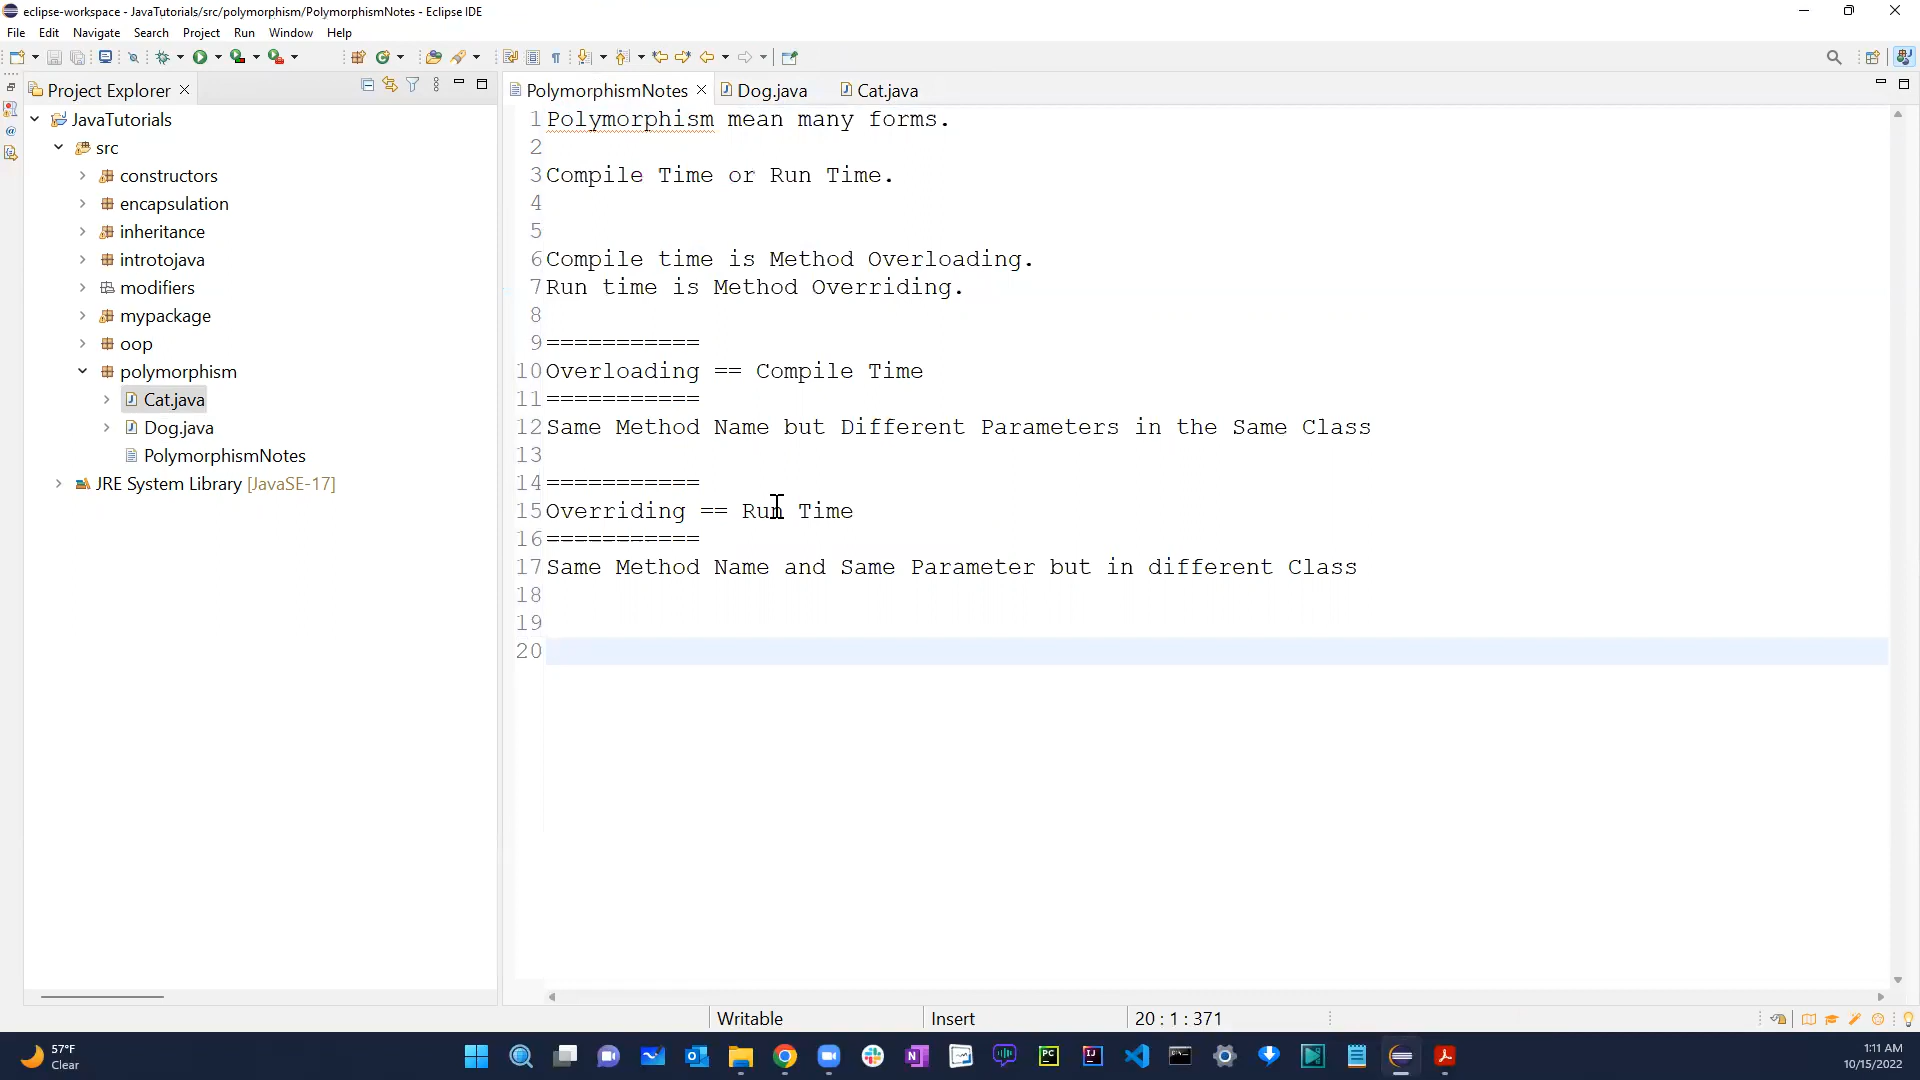 eclipse-workspace - JavaTutorials/src/polymorphism/PolymorphismNotes - Eclipse IDE
File Edit Navigate Search Project Run Window Help
Project Explorer
PolymorphismNotes Dog.java Cat.java
JavaTutorials
src
constructors
encapsulation
inheritance
introtojava
modifiers
mypackage
oop
polymorphism
Cat.java
Dog.java
PolymorphismNotes
JRE System Library [JavaSE-17]
1 Polymorphism mean many forms.
2
3 Compile Time or Run Time.
4
5
6 Compile time is Method Overloading.
7 Run time is Method Overriding.
8
9 ===========
10 Overloading == Compile Time
11 ===========
12 Same Method Name but Different Parameters in the Same Class
13
14 ===========
15 Overriding == Run Time
16 ===========
17 Same Method Name and Same Parameter but in different Class
18
19
20
Writable Insert 20 : 1 : 371
57°F
Clear
1:11 AM
10/15/2022